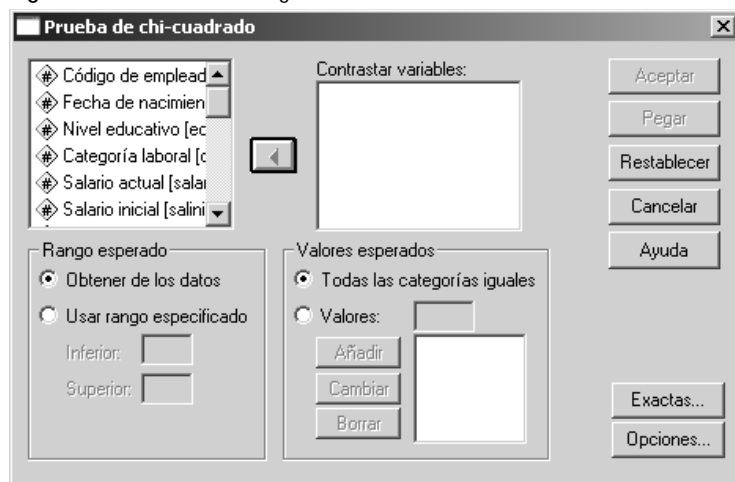 Prueba de chi-cuadrado
Código de emplead
Fecha de nacimien
Nivel educativo [ec
Categoría laboral [c
Salario actual [salar
Salario inicial [salini
Contrastar variables:
Aceptar
Pegar
Restablecer
Cancelar
Ayuda
Rango esperado
Obtener de los datos
Usar rango especificado
Inferior:
Superior:
Valores esperados
Todas las categorías iguales
Valores:
Añadir
Cambiar
Borrar
Exactas...
Opciones...